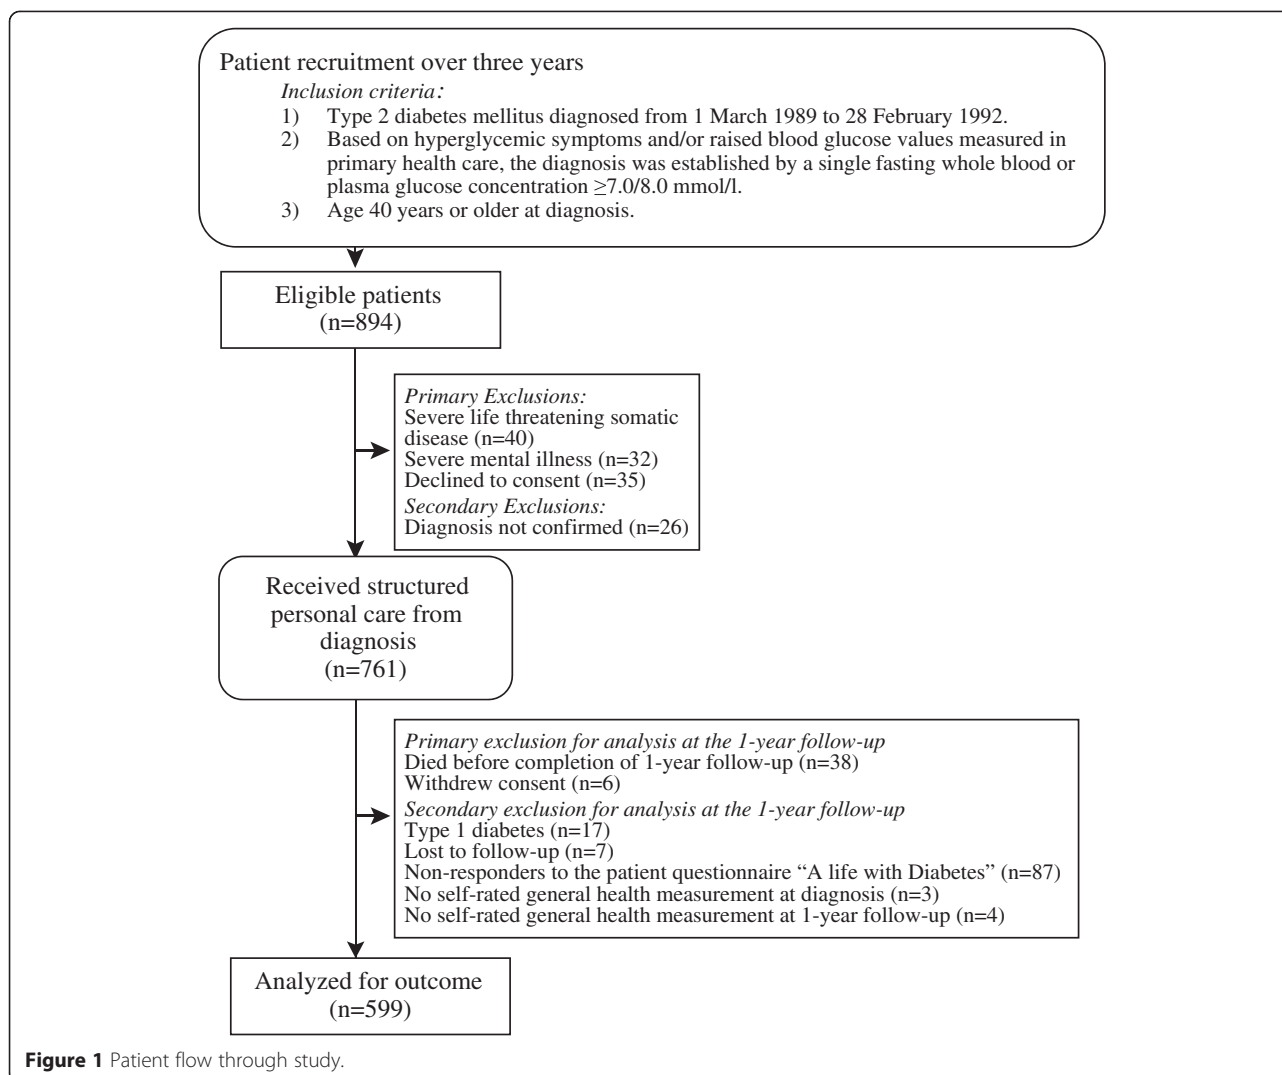 Patient recruitment over three years
Inclusion criteria:
1) Type 2 diabetes mellitus diagnosed from 1 March 1989 to 28 February 1992.
2) Based on hyperglycemic symptoms and/or raised blood glucose values measured in
primary health care, the diagnosis was established by a single fasting whole blood or
plasma glucose concentration ≥7.0/8.0 mmol/l.
3) Age 40 years or older at diagnosis.
Eligible patients
(n=894)
Primary Exclusions:
Severe life threatening somatic
disease (n=40)
Severe mental illness (n=32)
Declined to consent (n=35)
Secondary Exclusions:
Diagnosis not confirmed (n=26)
Received structured
personal care from
diagnosis
(n=761)
Primary exclusion for analysis at the 1-year follow-up
Died before completion of 1-year follow-up (n=38)
Withdrew consent (n=6)
Secondary exclusion for analysis at the 1-year follow-up
Type 1 diabetes (n=17)
Lost to follow-up (n=7)
Non-responders to the patient questionnaire “A life with Diabetes” (n=87)
No self-rated general health measurement at diagnosis (n=3)
No self-rated general health measurement at 1-year follow-up (n=4)
Analyzed for outcome
(n=599)
Figure 1 Patient flow through study.